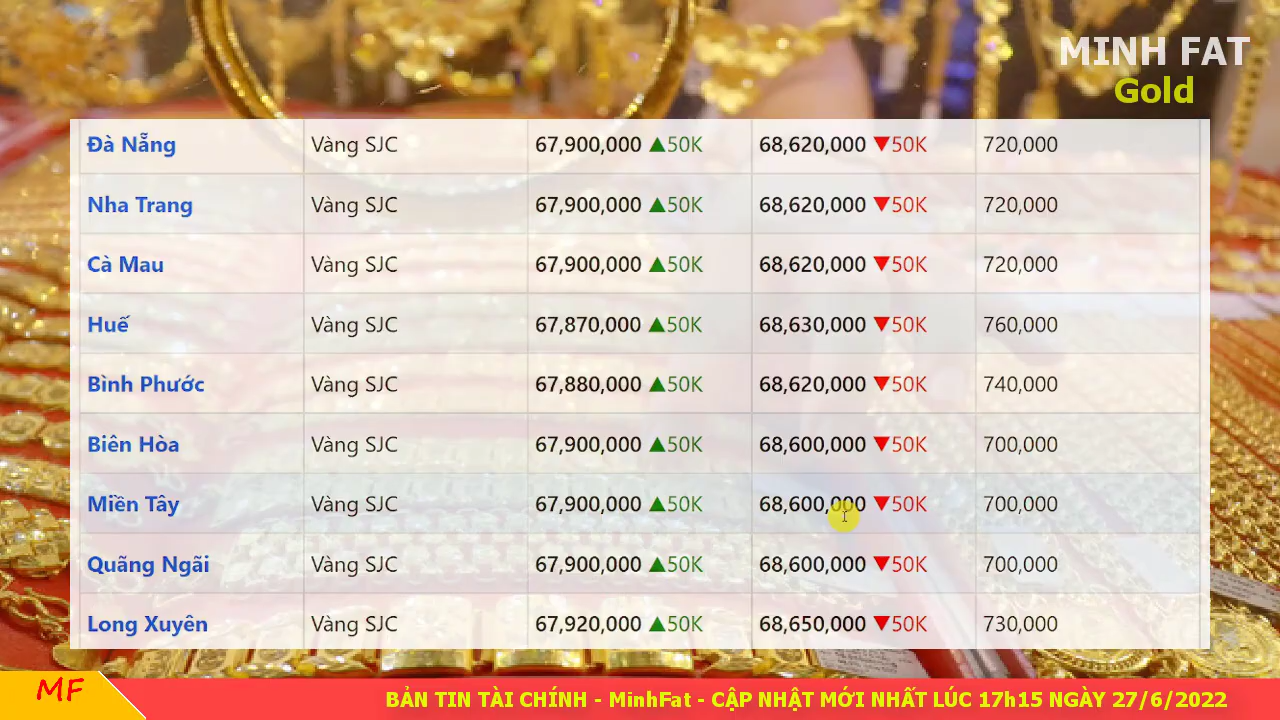 MINH FAT
Gold
Đà Nẵng Vàng SJC 67,900,000 ▲50K 68,620,000 ▼50K 720,000
Nha Trang Vàng SJC 67,900,000 ▲50K 68,620,000 ▼50K 720,000
Cà Mau Vàng SJC 67,900,000 ▲50K 68,620,000 ▼50K 720,000
Huế Vàng SJC 67,870,000 ▲50K 68,630,000 ▼50K 760,000
Bình Phước Vàng SJC 67,880,000 ▲50K 68,620,000 ▼50K 740,000
Biên Hòa Vàng SJC 67,900,000 ▲50K 68,600,000 ▼50K 700,000
Miền Tây Vàng SJC 67,900,000 ▲50K 68,600,000 ▼50K 700,000
Quãng Ngãi Vàng SJC 67,900,000 ▲50K 68,600,000 ▼50K 700,000
Long Xuyên Vàng SJC 67,920,000 ▲50K 68,650,000 ▼50K 730,000
MF
BẢN TIN TÀI CHÍNH - MinhFat - CẬP NHẬT MỚI NHẤT LÚC 17h15 NGÀY 27/6/2022